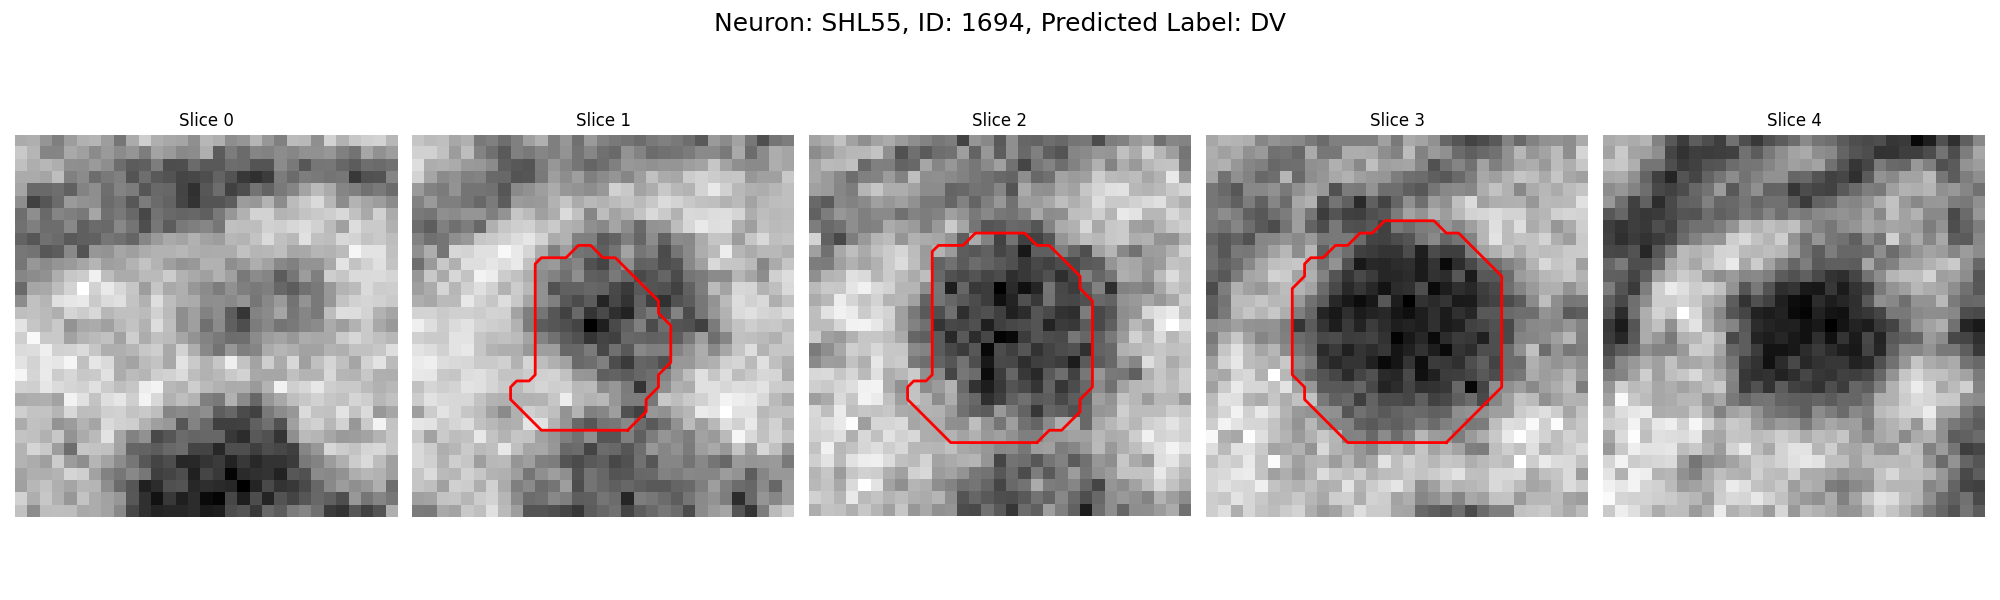 Neuron: SHL55, ID: 1694, Predicted Label: DV
Slice 0
Slice 1
Slice 2
Slice 3
Slice 4